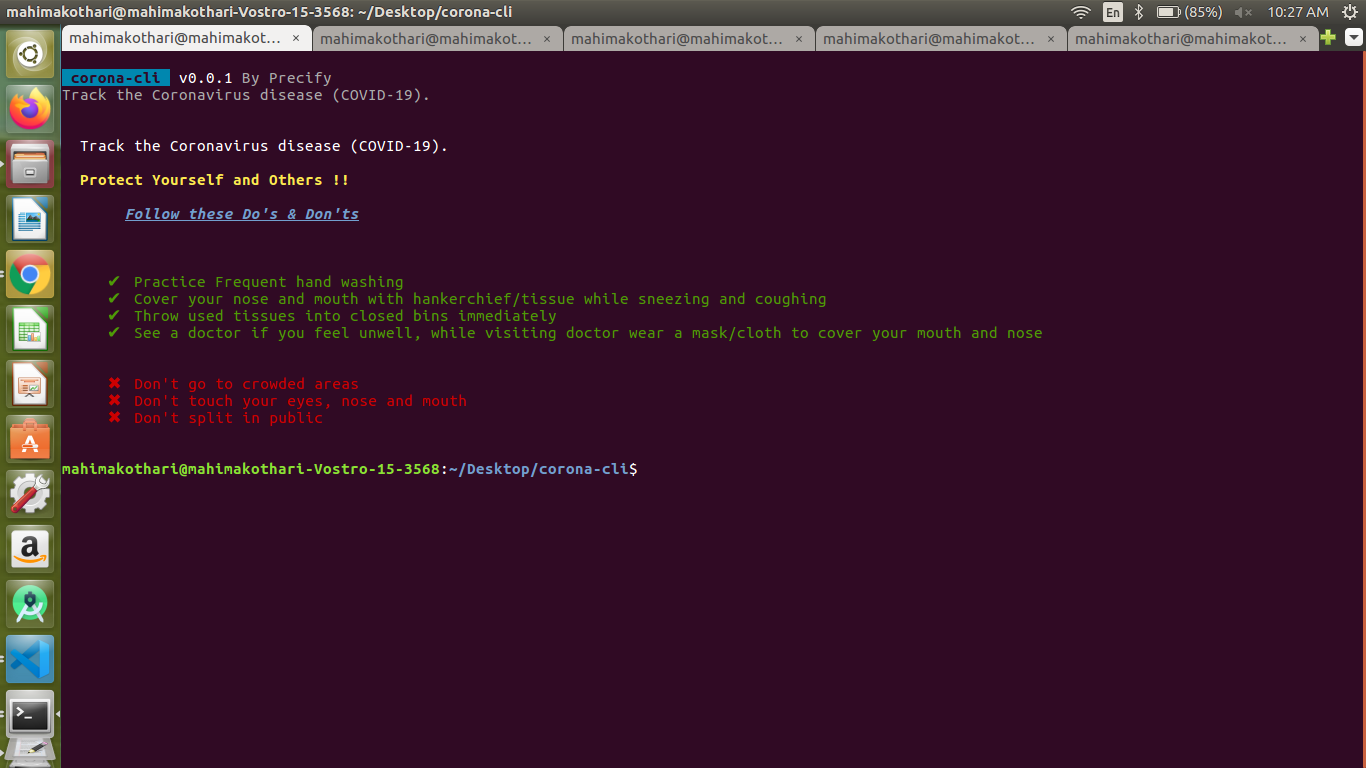 mahimakothari@mahimakothari-Vostro-15-3568: ~/Desktop/corona-cli
En
(85%)
10:27 AM
mahimakothari@mahimakot... ×
mahimakothari@mahimakot... ×
mahimakothari@mahimakot... ×
mahimakothari@mahimakot... ×
mahimakothari@mahimakot... ×
corona-cli v0.0.1 By Precify
Track the Coronavirus disease (COVID-19).
Track the Coronavirus disease (COVID-19).
Protect Yourself and Others !!
Follow these Do's & Don'ts
✔ Practice Frequent hand washing
✔ Cover your nose and mouth with hankerchief/tissue while sneezing and coughing
✔ Throw used tissues into closed bins immediately
✔ See a doctor if you feel unwell, while visiting doctor wear a mask/cloth to cover your mouth and nose
✖ Don't go to crowded areas
✖ Don't touch your eyes, nose and mouth
✖ Don't split in public
mahimakothari@mahimakothari-Vostro-15-3568:~/Desktop/corona-cli$